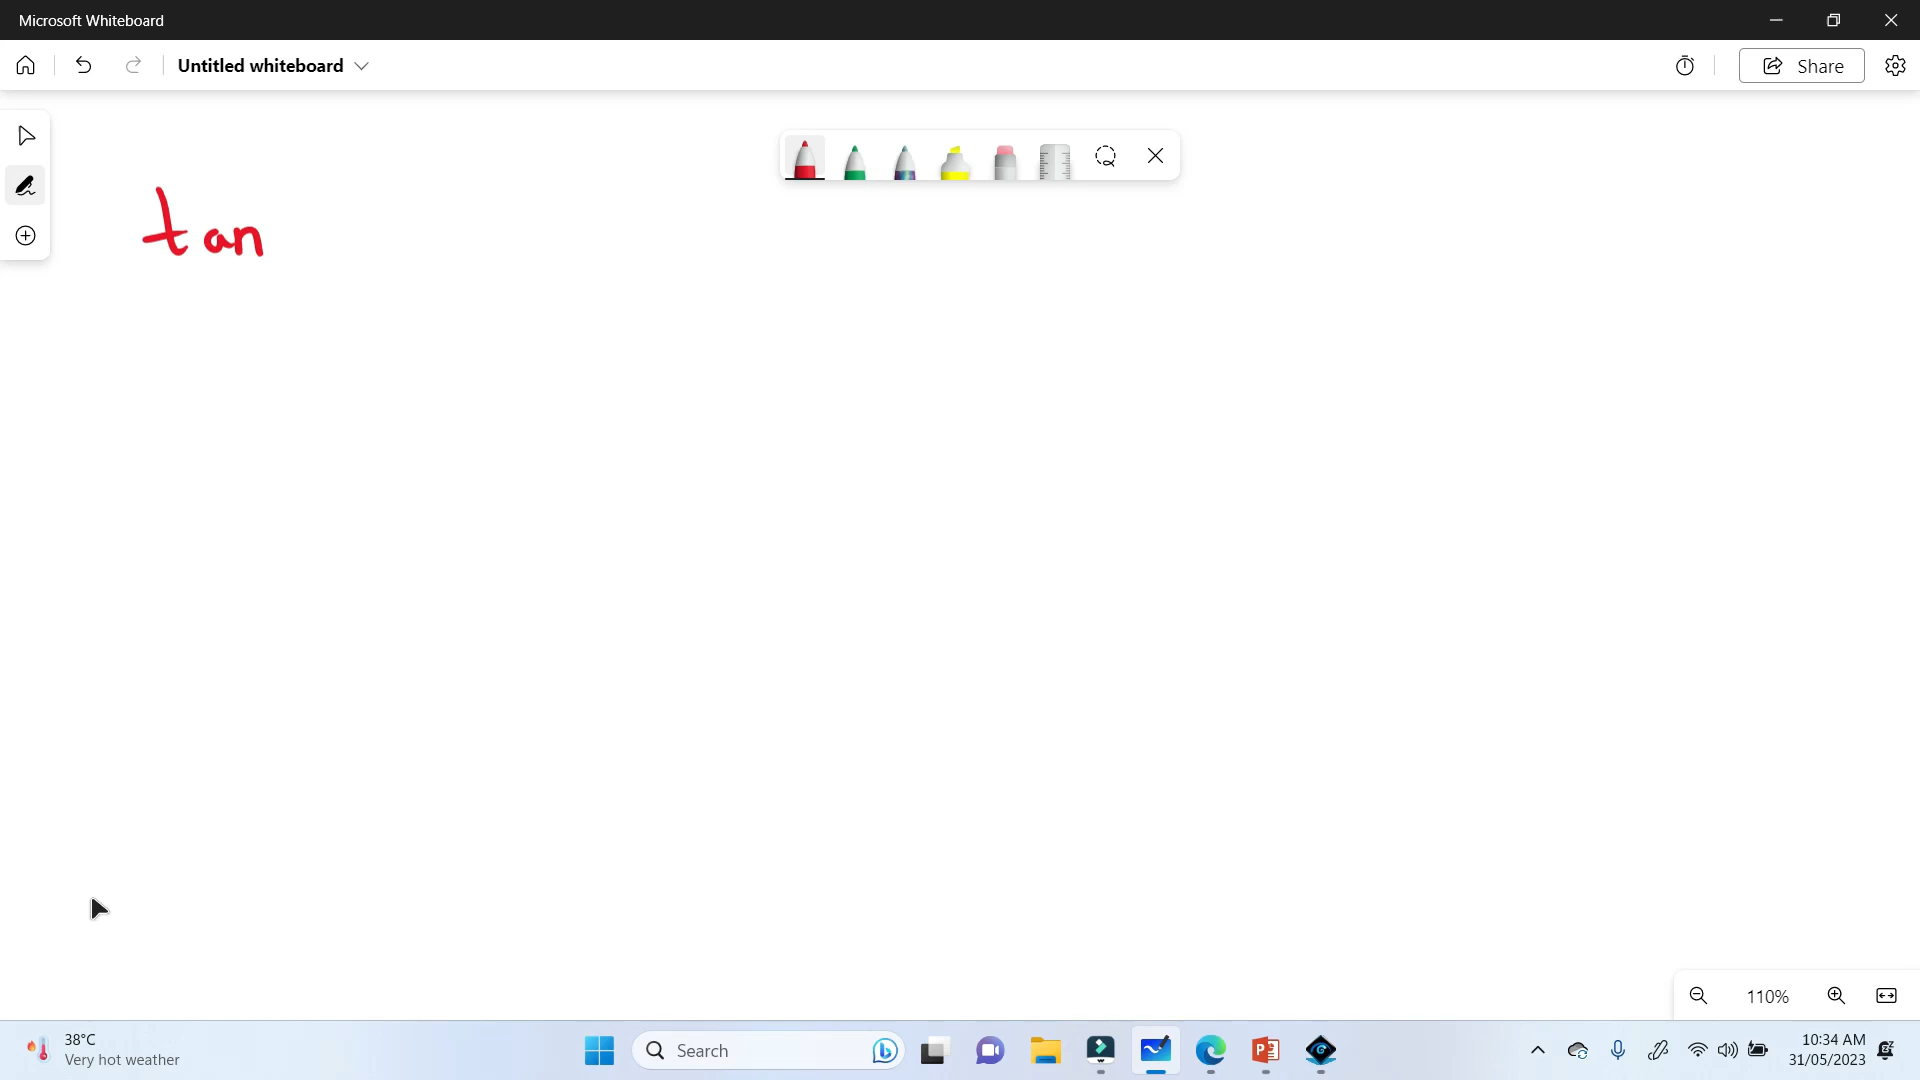 Microsoft Whiteboard
Untitled whiteboard
Share
tan
110%
38°C
Very hot weather
Search
10:34 AM
31/05/2023